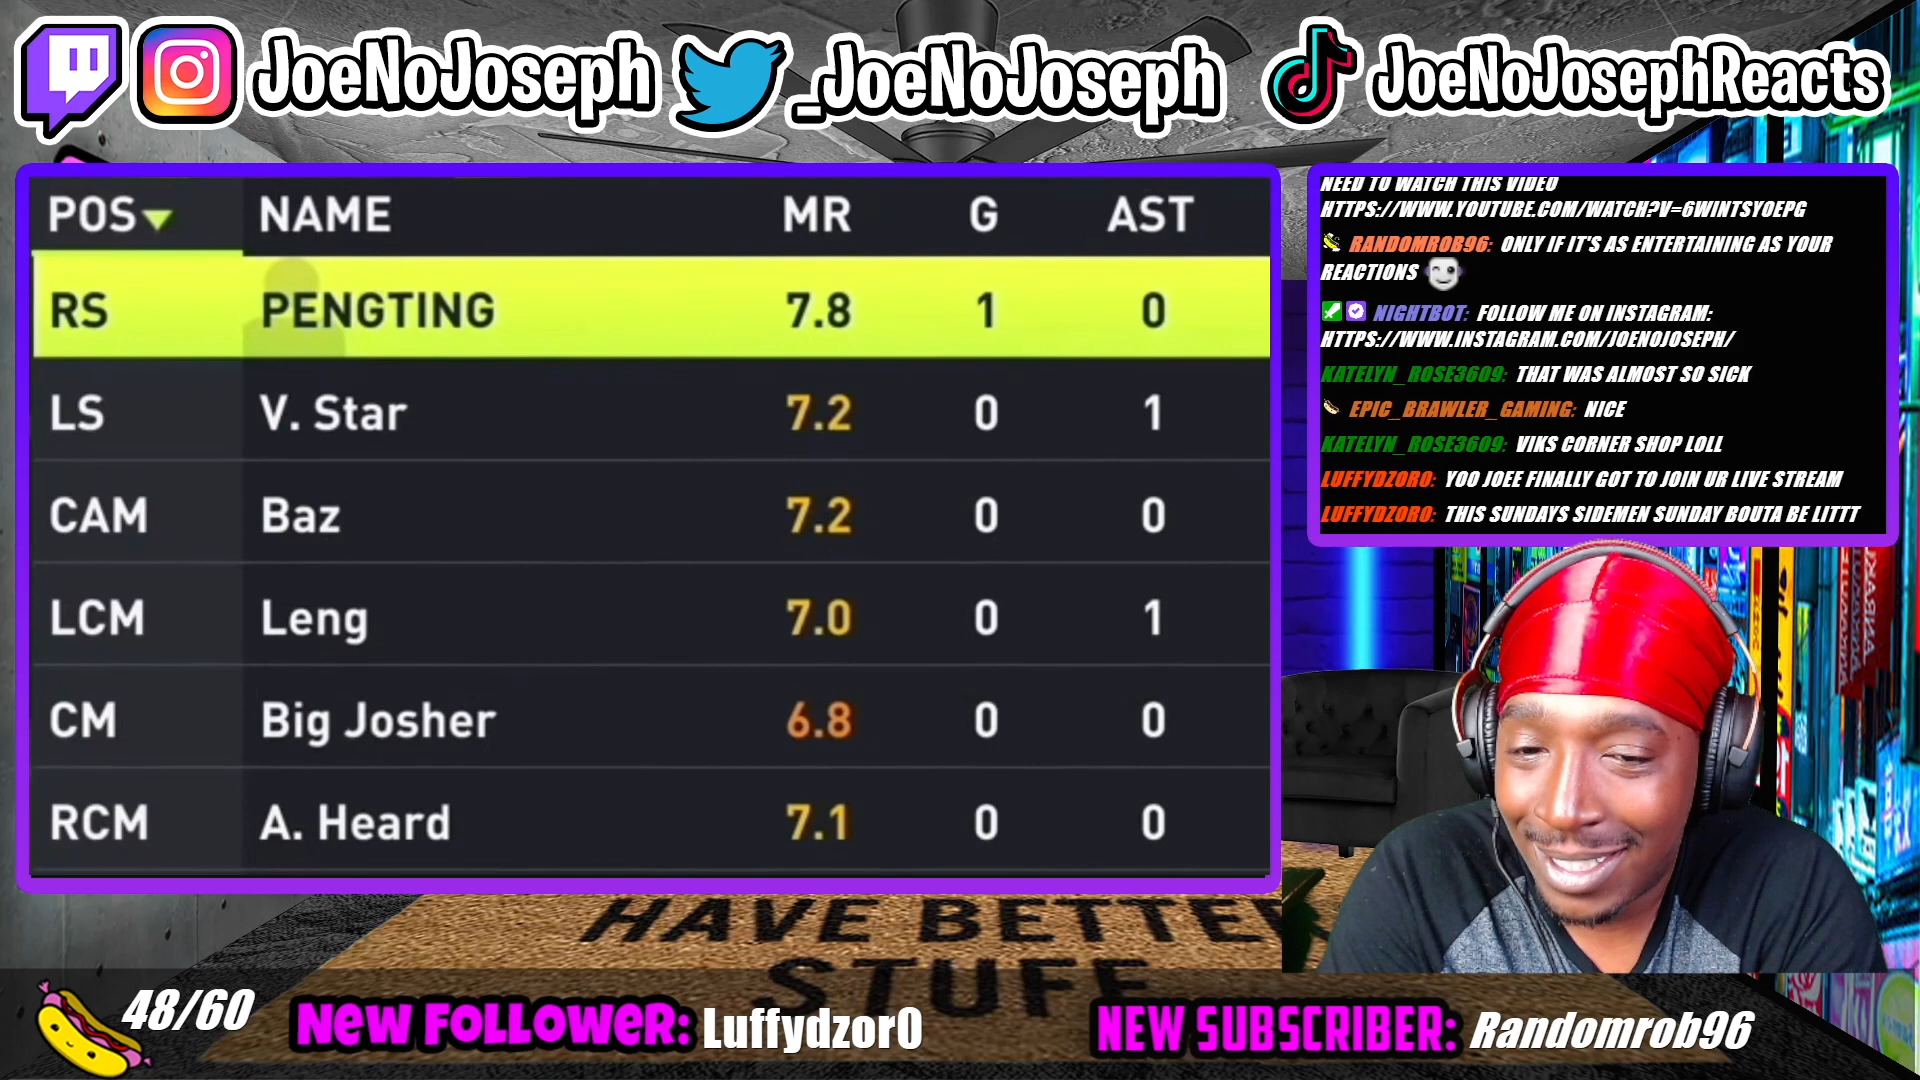 JoeNoJoseph
_JoeNoJoseph
JoeNoJosephReacts
POS NAME MR G AST
RS PENGTING 7.8 1 0
LS V. Star 7.2 0 1
CAM Baz 7.2 0 0
LCM Leng 7.0 0 1
CM Big Josher 6.8 0 0
RCM A. Heard 7.1 0 0
NEED TO WATCH THIS VIDEO
HTTPS://WWW.YOUTUBE.COM/WATCH?V=6WINTSYOEPG
RANDOMROB96: ONLY IF IT'S AS ENTERTAINING AS YOUR
REACTIONS
NIGHTBOT: FOLLOW ME ON INSTAGRAM:
HTTPS://WWW.INSTAGRAM.COM/JOENOJOSEPH/
KATELYN_ROSE3609: THAT WAS ALMOST SO SICK
EPIC_BRAWLER_GAMING: NICE
KATELYN_ROSE3609: VIKS CORNER SHOP LOLL
LUFFYDZORO: YOO JOEE FINALLY GOT TO JOIN UR LIVE STREAM
LUFFYDZORO: THIS SUNDAYS SIDEMEN SUNDAY BOUTA BE LITTT
HAVE BETTER
STUFF
48/60
NEW FOLLOWER: Luffydzor0
NEW SUBSCRIBER: Randomrob96